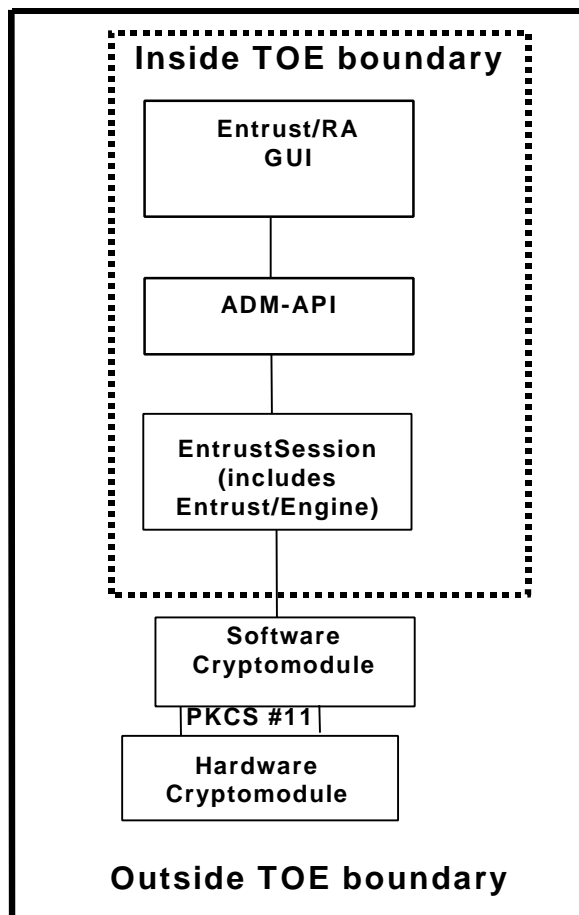 Inside TOE boundary
Entrust/RA
GUI
ADM-API
EntrustSession
(includes
Entrust/Engine)
Software
Cryptomodule
PKCS #11
Hardware
Cryptomodule
Outside TOE boundary